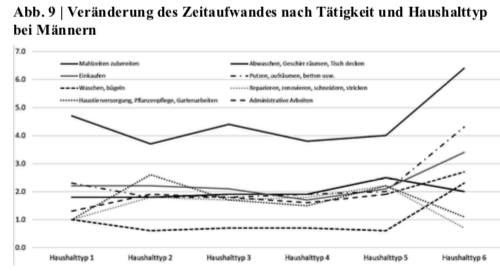 Abb. 9 | Veränderung des Zeitaufwandes nach Tätigkeit und Haushalttyp
bei Männern
7.0
Mahlzeiten zubereiten
Abwaschen, Geschirr räumen, Tisch decken
6.0
Einkaufen
Putzen, aufräumen, betten usw.
Waschen, bügeln
Reparieren, renovieren, schneidern, stricken
5.0
Haustierversorgung, Pflanzenpflege, Gartenarbeiten
Administrative Arbeiten
4.0
3.0
2.0
1.0
0.0
Haushalttyp 1
Haushalttyp 2
Haushalttyp 3
Haushalttyp 4
Haushalttyp 5
Haushalttyp 6